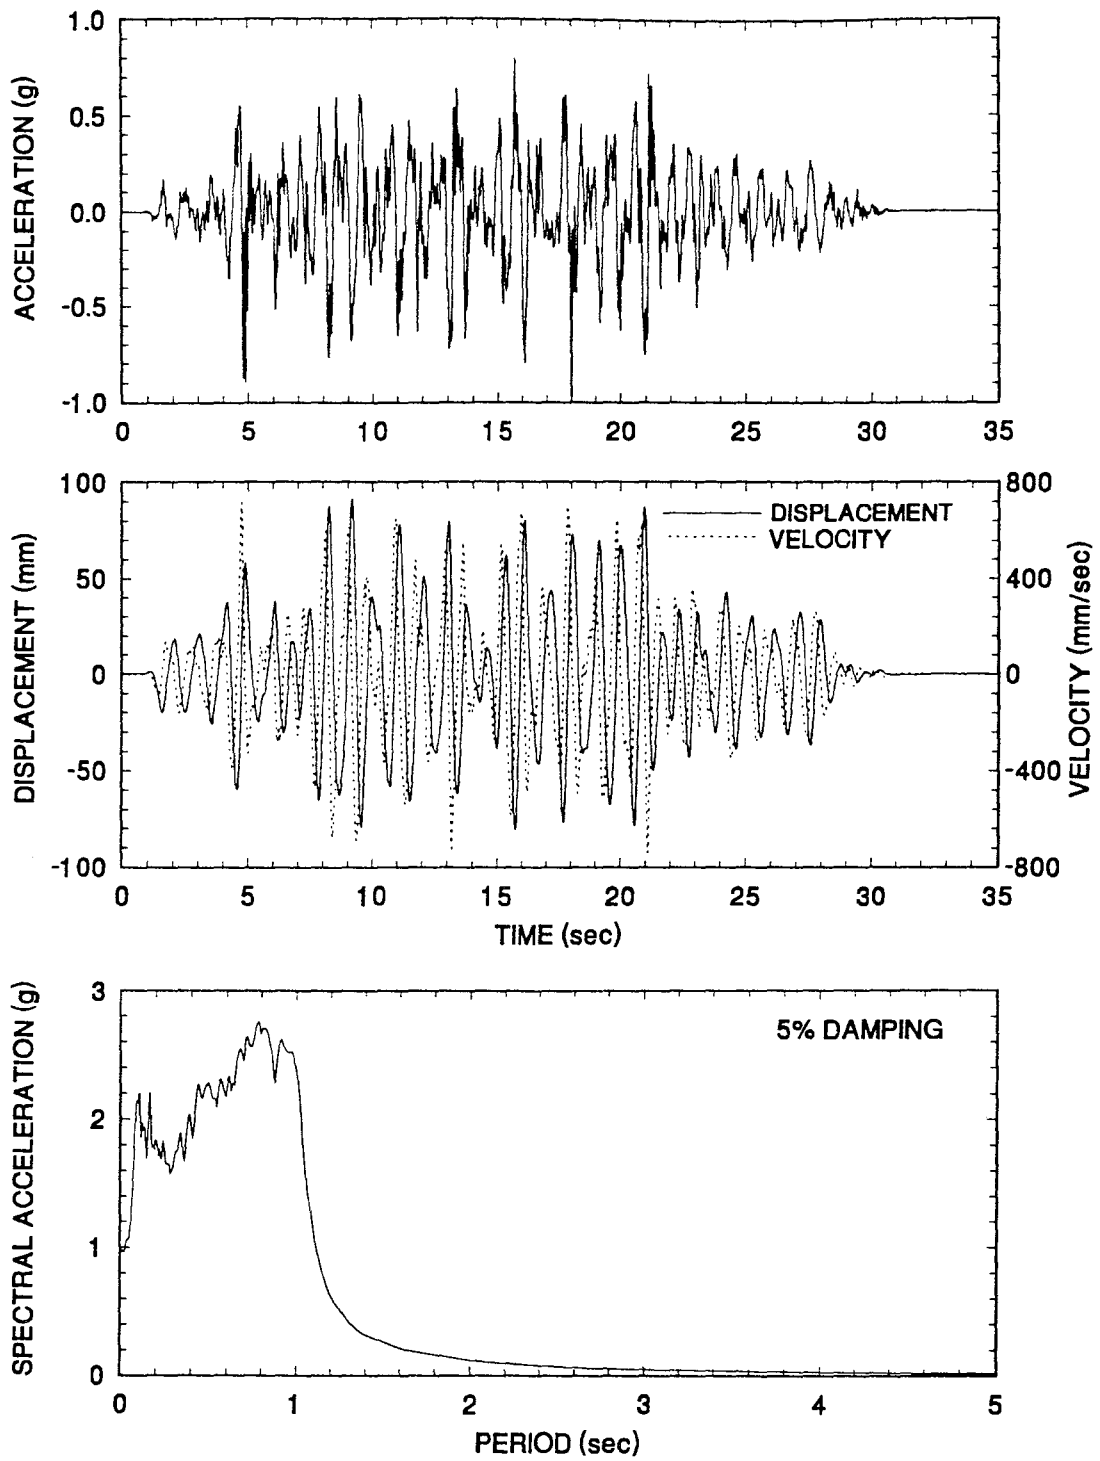 ACCELERATION (g)
1.0
0.5
0.0
-0.5
-1.0
0 5 10 15 20 25 30 35
DISPLACEMENT (mm)
100
50
0
-50
-100
DISPLACEMENT
VELOCITY
800
400
0
-400
-800
VELOCITY (mm/sec)
0 5 10 15 20 25 30 35
TIME (sec)
SPECTRAL ACCELERATION (g)
3
2
1
0
5% DAMPING
0 1 2 3 4 5
PERIOD (sec)